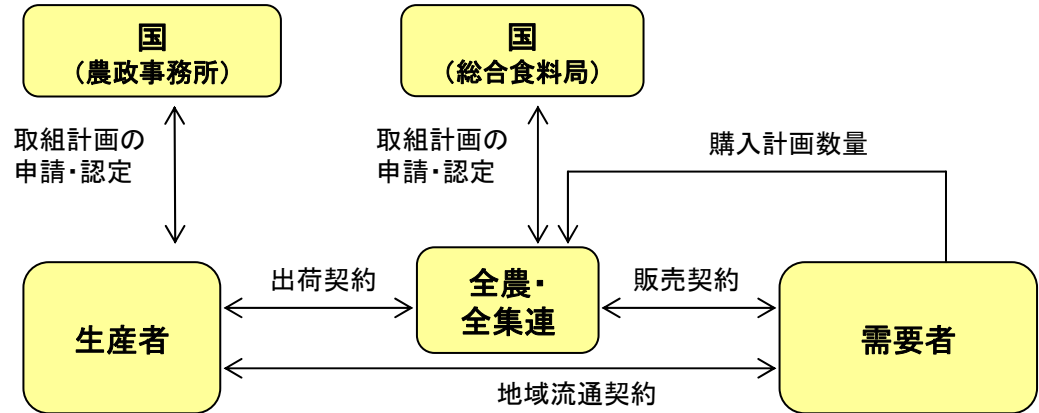 国
（農政事務所）
国
（総合食料局）
取組計画の
申請・認定
取組計画の
申請・認定
購入計画数量
生産者
出荷契約
全農・
全集連
販売契約
需要者
地域流通契約